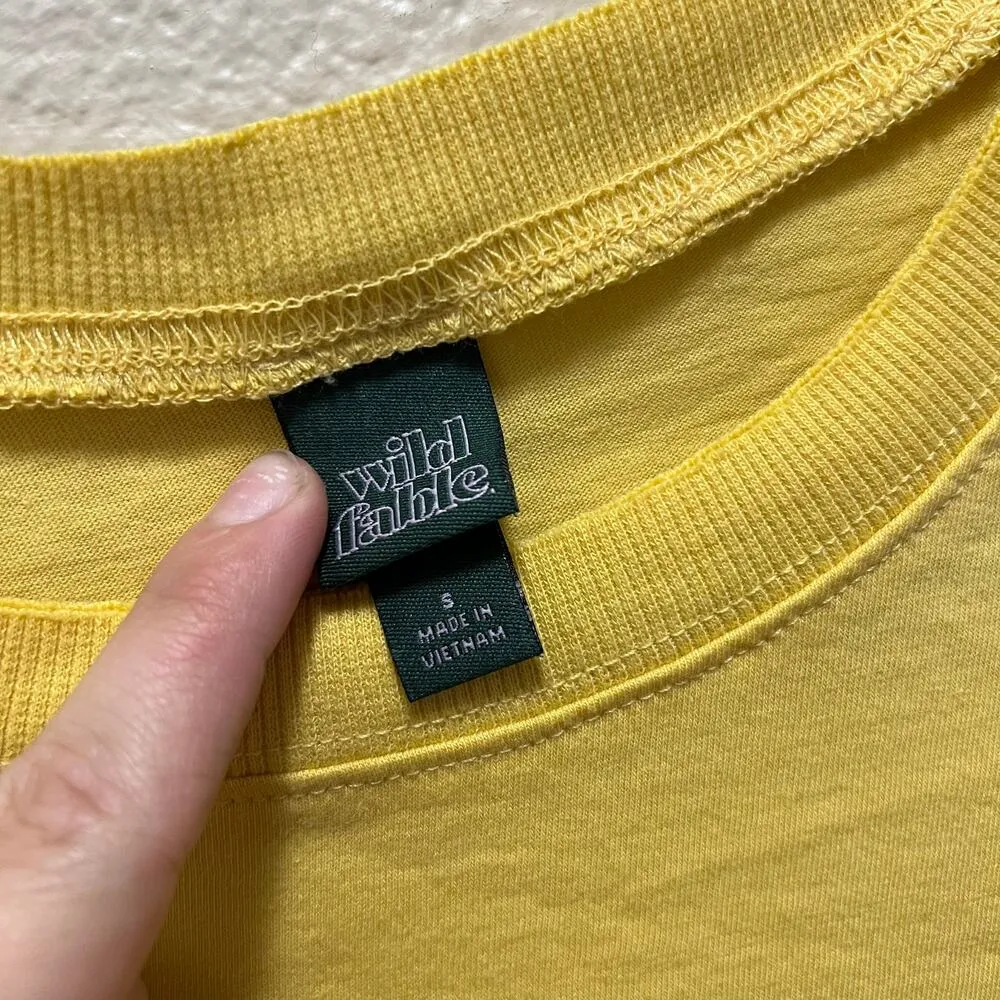 wild
fable.
S
MADE IN
VIETNAM